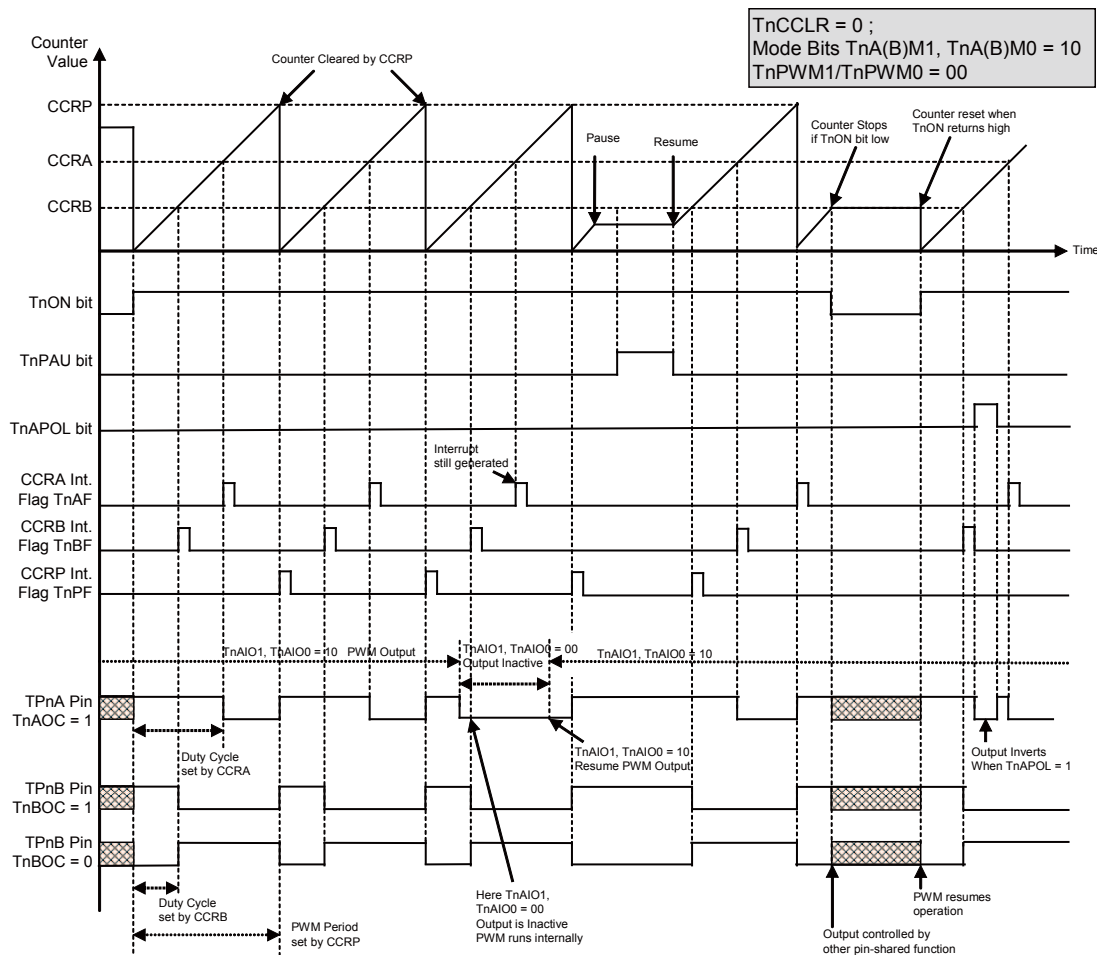 TnCCLR = 0 ;
Mode Bits TnA(B)M1, TnA(B)M0 = 10
TnPWM1/TnPWM0 = 00
Counter
Value
Counter Cleared by CCRP
CCRP
CCRA
CCRB
Pause
Resume
Counter Stops
if TnON bit low
Counter reset when
TnON returns high
Time
TnON bit
TnPAU bit
TnAPOL bit
Interrupt
still generated
CCRA Int.
Flag TnAF
CCRB Int.
Flag TnBF
CCRP Int.
Flag TnPF
TnAIO1, TnAIO0 = 10 PWM Output
TnAIO1, TnAIO0 = 00
Output Inactive
TnAIO1, TnAIO0 = 10
TPnA Pin
TnAOC = 1
Duty Cycle
set by CCRA
TnAIO1, TnAIO0 = 10
Resume PWM Output
Output Inverts
When TnAPOL = 1
TPnB Pin
TnBOC = 1
TPnB Pin
TnBOC = 0
Duty Cycle
set by CCRB
PWM Period
set by CCRP
Here TnAIO1,
TnAIO0 = 00
Output is Inactive
PWM runs internally
PWM resumes
operation
Output controlled by
other pin-shared function